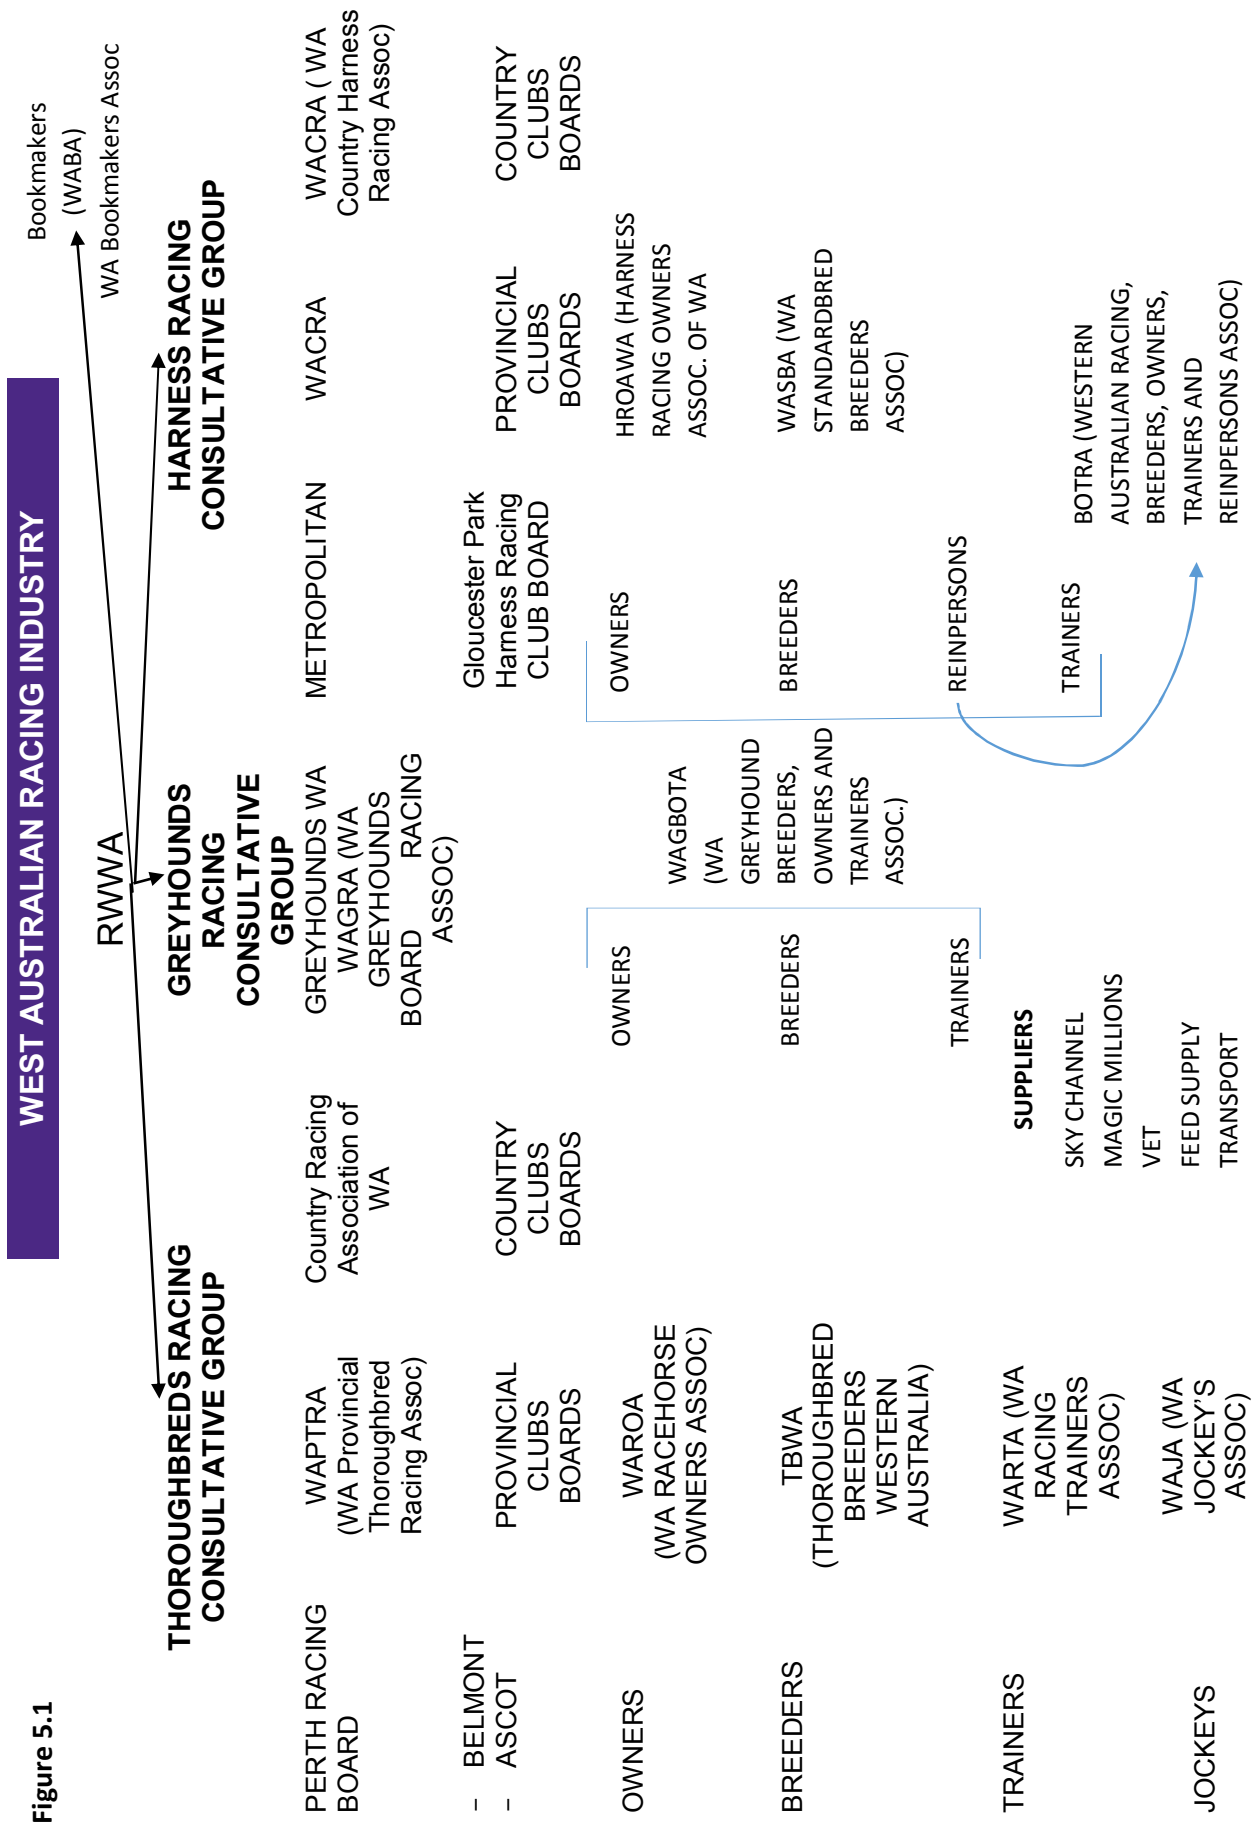 Figure 5.1
WEST AUSTRALIAN RACING INDUSTRY
Bookmakers
(WABA)
WA Bookmakers Assoc
RWWA
THOROUGHBREDS RACING
CONSULTATIVE GROUP
GREYHOUNDS
RACING
CONSULTATIVE
GROUP
HARNESS RACING
CONSULTATIVE GROUP
PERTH RACING
BOARD
WAPTRA
(WA Provincial
Thoroughbred
Racing Assoc)
Country Racing
Association of
WA
GREYHOUNDS WA
WAGRA (WA
GREYHOUNDS
BOARD RACING
ASSOC)
METROPOLITAN
WACRA
WACRA ( WA
Country Harness
Racing Assoc)
– BELMONT
– ASCOT
PROVINCIAL
CLUBS
BOARDS
COUNTRY
CLUBS
BOARDS
Gloucester Park
Harness Racing
CLUB BOARD
PROVINCIAL
CLUBS
BOARDS
COUNTRY
CLUBS
BOARDS
OWNERS
WAROA
(WA RACEHORSE
OWNERS ASSOC)
OWNERS
WAGBOTA
(WA
GREYHOUND
BREEDERS,
OWNERS AND
TRAINERS
ASSOC.)
OWNERS
HROAWA (HARNESS
RACING OWNERS
ASSOC. OF WA
BREEDERS
TBWA
(THOROUGHBRED
BREEDERS
WESTERN
AUSTRALIA)
BREEDERS
BREEDERS
WASBA (WA
STANDARDBRED
BREEDERS
ASSOC)
TRAINERS
WARTA (WA
RACING
TRAINERS
ASSOC)
TRAINERS
REINPERSONS
TRAINERS
BOTRA (WESTERN
AUSTRALIAN RACING,
BREEDERS, OWNERS,
TRAINERS AND
REINPERSONS ASSOC)
SUPPLIERS
SKY CHANNEL
MAGIC MILLIONS
VET
FEED SUPPLY
TRANSPORT
JOCKEYS
WAJA (WA
JOCKEY'S
ASSOC)